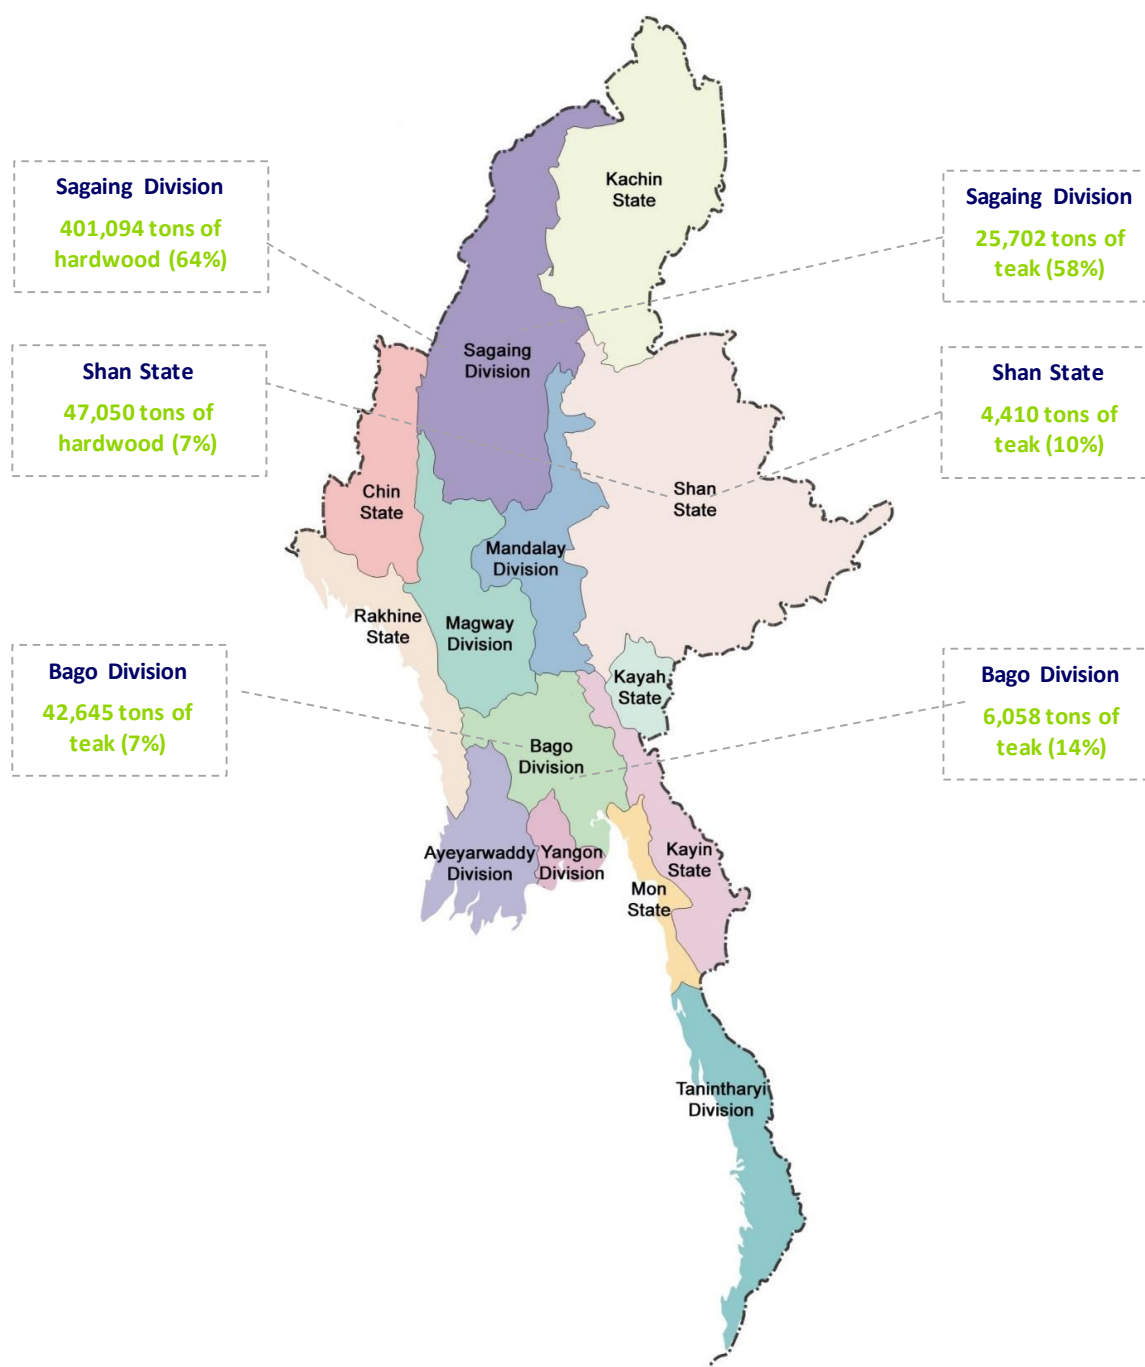 Sagaing Division
401,094 tons of
hardwood (64%)
Shan State
47,050 tons of
hardwood (7%)
Bago Division
42,645 tons of
teak (7%)
Kachin
State
Sagaing
Division
Chin
State
Shan
State
Mandalay
Division
Rakhine
State
Magway
Division
Kayah
State
Bago
Division
Ayeyarwaddy
Division
Yangon
Division
Kayin
State
Mon
State
Tanintharyi
Division
Sagaing Division
25,702 tons of
teak (58%)
Shan State
4,410 tons of
teak (10%)
Bago Division
6,058 tons of
teak (14%)